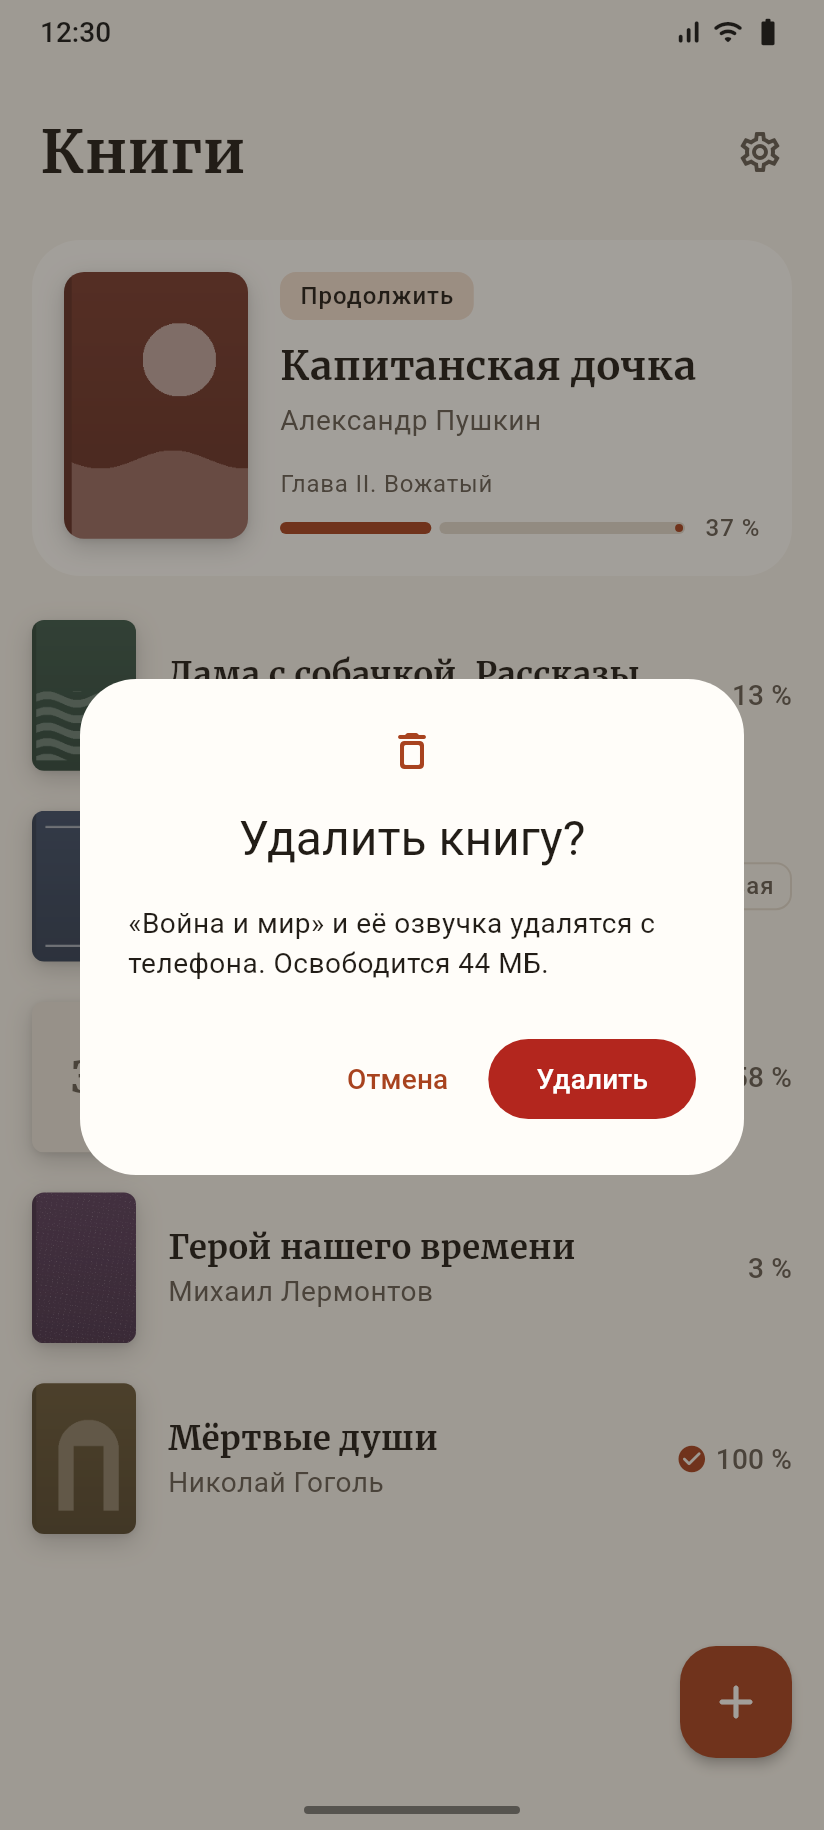 12:30
Книги
Продолжить
Капитанская дочка
Александр Пушкин
Глава II. Вожатый
37 %
Дама с собачкой. Рассказы
13 %
Удалить книгу?
«Война и мир» и её озвучка удалятся с
телефона. Освободится 44 МБ.
Отмена
Удалить
Герой нашего времени
Михаил Лермонтов
3 %
Мёртвые души
Николай Гоголь
100 %